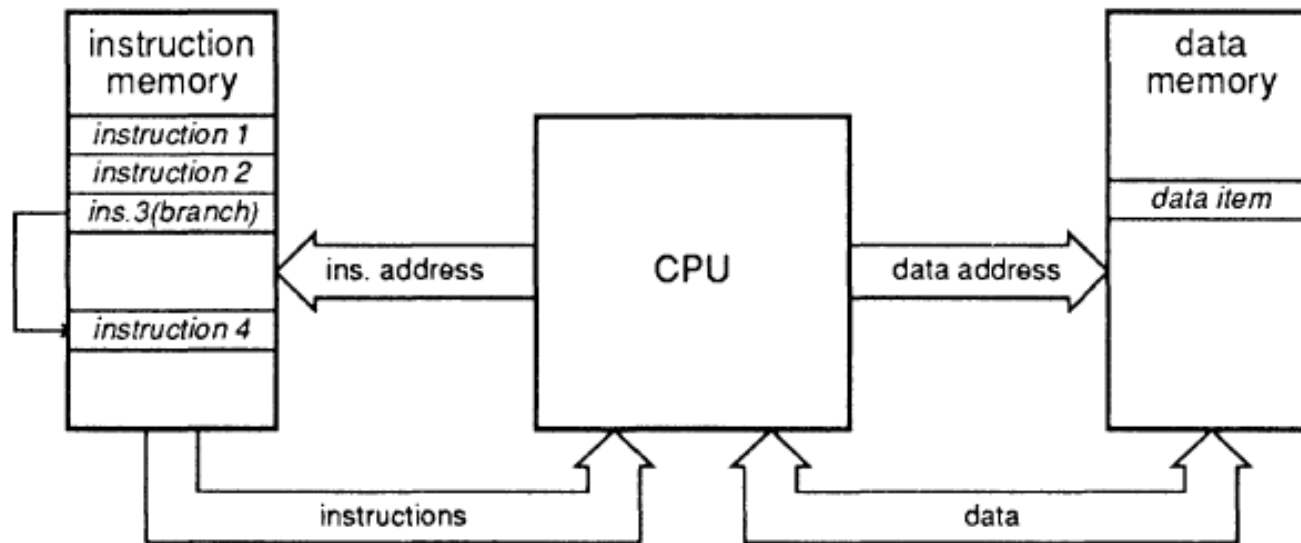 instruction
memory
instruction 1
instruction 2
ins.3(branch)
instruction 4
ins. address
CPU
data address
data
memory
data item
instructions
data